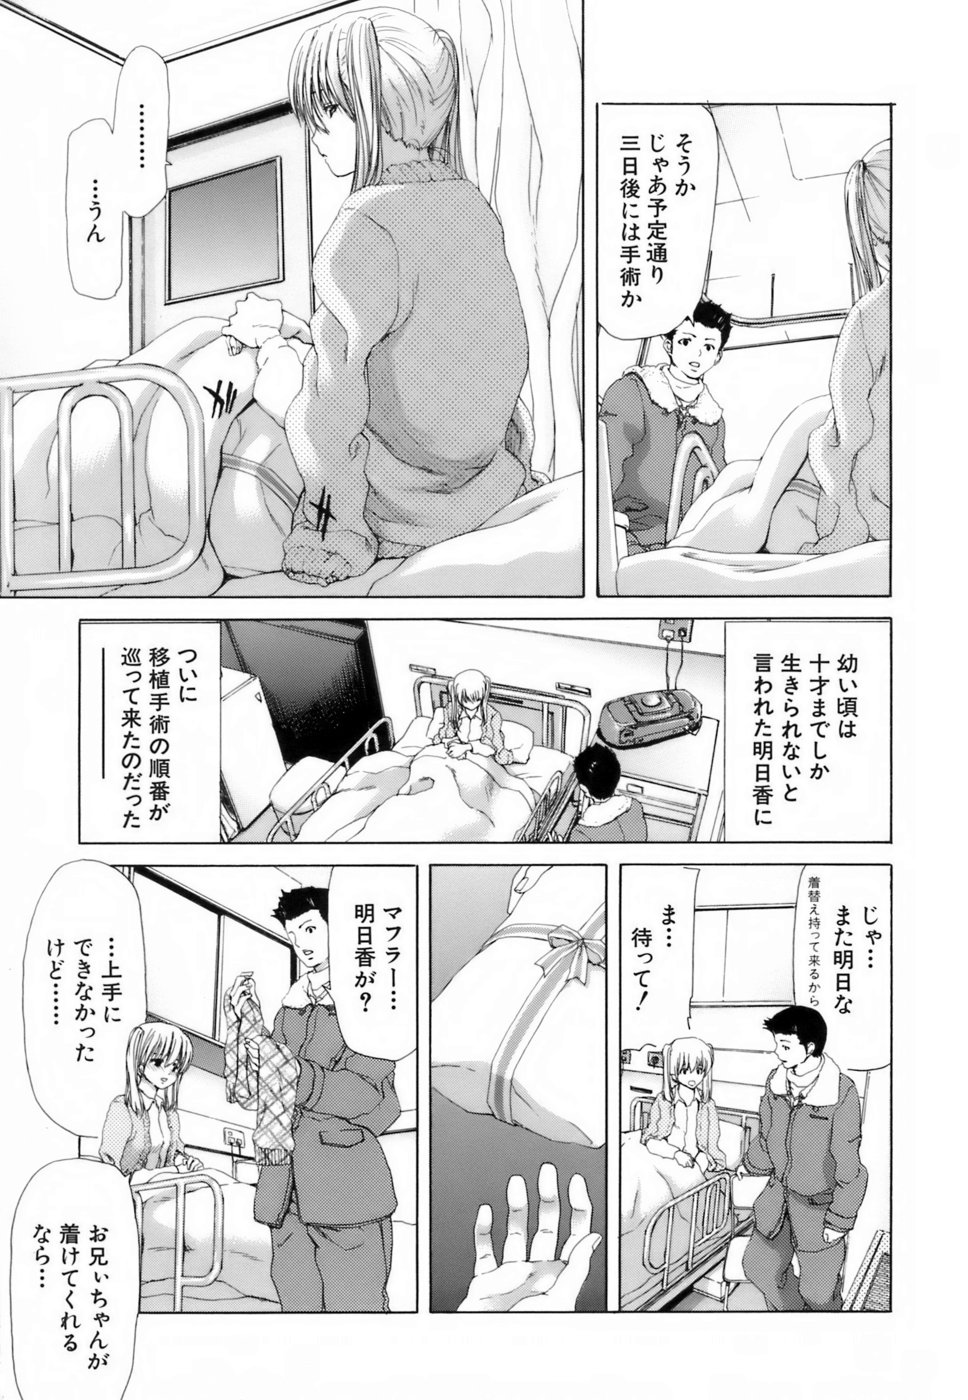 そうか
じゃあ予定通り
三日後には手術か
………
…うん
幼い頃は
十才までしか
生きられないと
言われた明日香に
ついに
移植手術の順番が
巡って来たのだった
じゃ…
また明日な
着替え持って来るから
ま…
待って！
マフラー…
明日香が？
…上手に
できなかった
けど……
お兄ぃちゃんが
着けてくれる
なら…